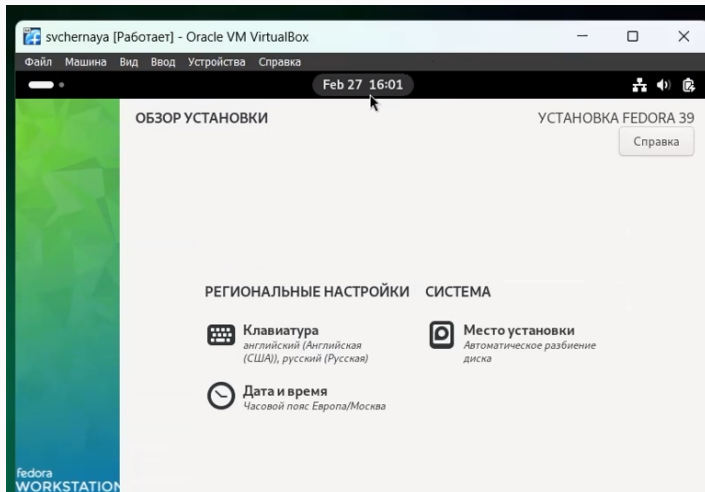 svchernaya [Работает] - Oracle VM VirtualBox
Файл Машина Вид Ввод Устройства Справка
Feb 27 16:01
ОБЗОР УСТАНОВКИ
УСТАНОВКА FEDORA 39
Справка
РЕГИОНАЛЬНЫЕ НАСТРОЙКИ
СИСТЕМА
Клавиатура
английский (Английская
(США)), русский (Русская)
Место установки
Автоматическое разбиение
диска
Дата и время
Часовой пояс Европа/Москва
fedora
WORKSTATION